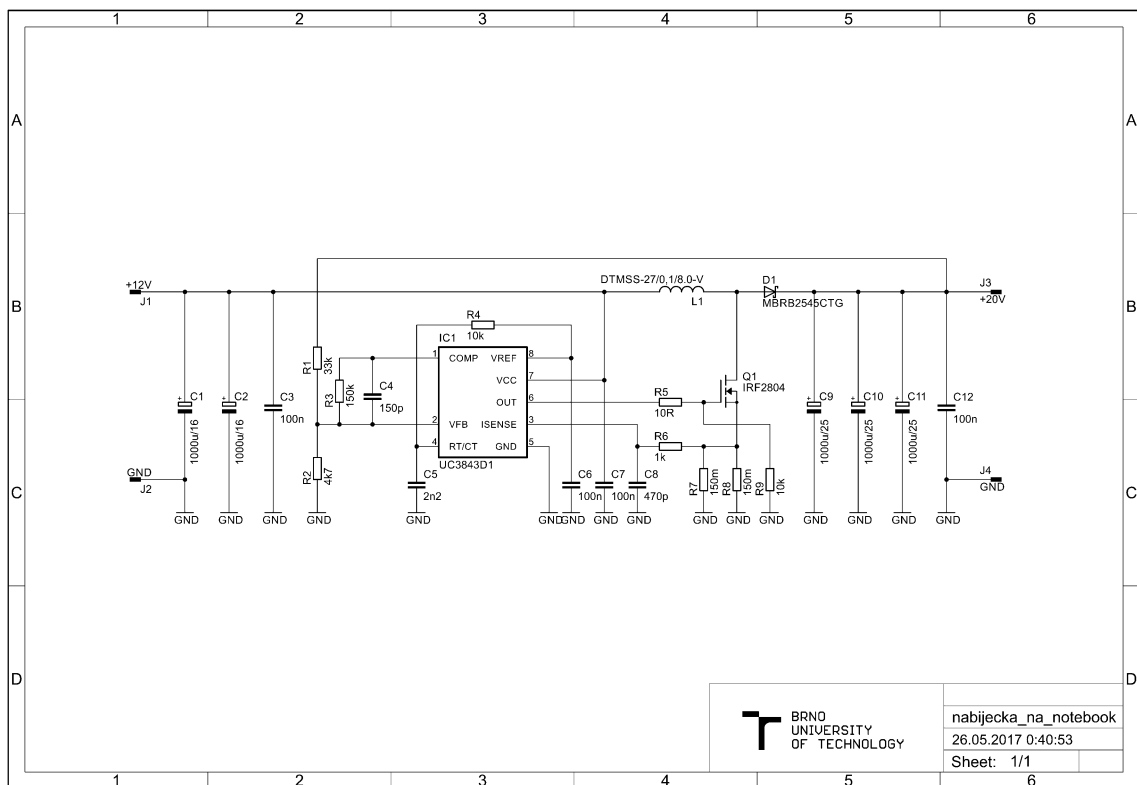 1 2 3 4 5 6
A A
B B
C C
D D
+12V
J1
GND
J2
C1
1000u/16
C2
1000u/16
C3
100n
R1
33k
R2
4k7
R3
150k
C4
150p
R4
10k
IC1
1 COMP VREF 8
VCC 7
OUT 6
2 VFB ISENSE 3
4 RT/CT GND 5
UC3843D1
C5
2n2
C6
100n
C7
100n
C8
470p
DTMSS-27/0,1/8.0-V
L1
D1
MBRB2545CTG
Q1
IRF2804
R5
10R
R6
1k
R7
150m
R8
150m
R9
10k
C9
1000u/25
C10
1000u/25
C11
1000u/25
C12
100n
J3
+20V
J4
GND
GND GND GND GND GND GND GND GND GND GND GND GND GND GND GND GND
BRNO
UNIVERSITY
OF TECHNOLOGY
nabijecka_na_notebook
26.05.2017 0:40:53
Sheet: 1/1
1 2 3 4 5 6